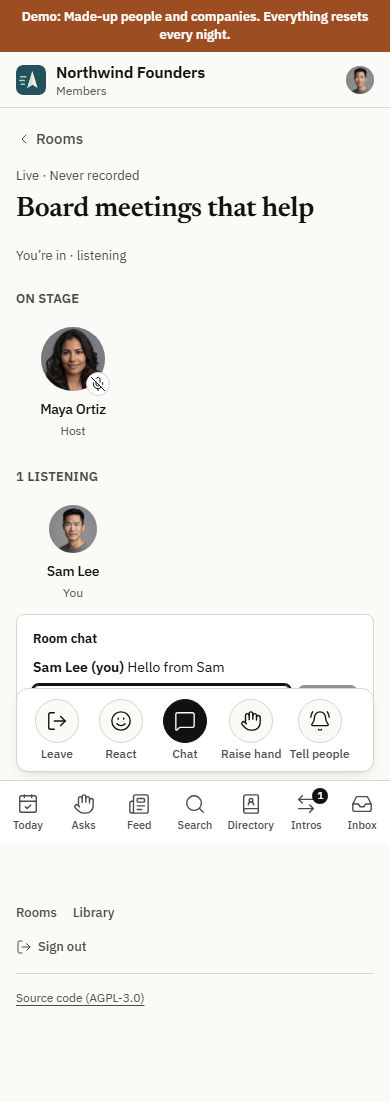 Demo: Made-up people and companies. Everything resets
every night.
Northwind Founders
Members
Rooms
Live · Never recorded
Board meetings that help
You’re in · listening
ON STAGE
Maya Ortiz
Host
1 LISTENING
Sam Lee
You
Room chat
Sam Lee (you) Hello from Sam
Leave React Chat Raise hand Tell people
1
Today Asks Feed Search Directory Intros Inbox
Rooms Library
Sign out
Source code (AGPL-3.0)